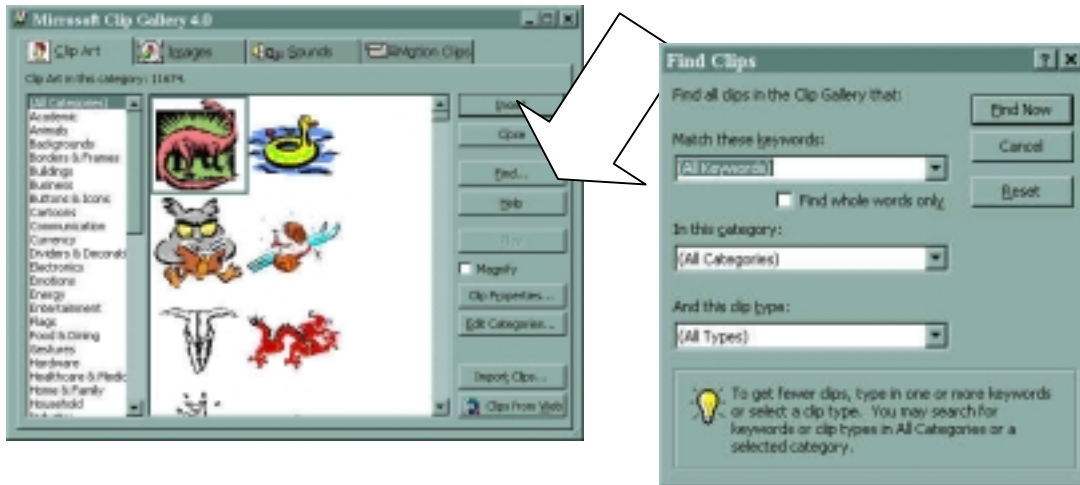 Microsoft Clip Gallery 4.0
Clip Art
Images
Sounds
Motion Clips
Clip Art in this category: 11674.
(All Categories)
Academic
Animals
Backgrounds
Borders & Frames
Buildings
Business
Buttons & Icons
Cartoons
Communication
Currency
Dividers & Decorati
Electronics
Emotions
Energy
Entertainment
Flags
Food & Dining
Gestures
Hardware
Healthcare & Medic
Home & Family
Household
Close
Find...
Help
Magnify
Clip Properties...
Edit Categories...
Import Clips...
Clips from Web
Find Clips
Find all clips in the Clip Gallery that:
Match these keywords:
(All Keywords)
Find whole words only
In this category:
(All Categories)
And this clip type:
(All Types)
Find Now
Cancel
Reset
To get fewer clips, type in one or more keywords
or select a clip type. You may search for
keywords or clip types in All Categories or a
selected category.